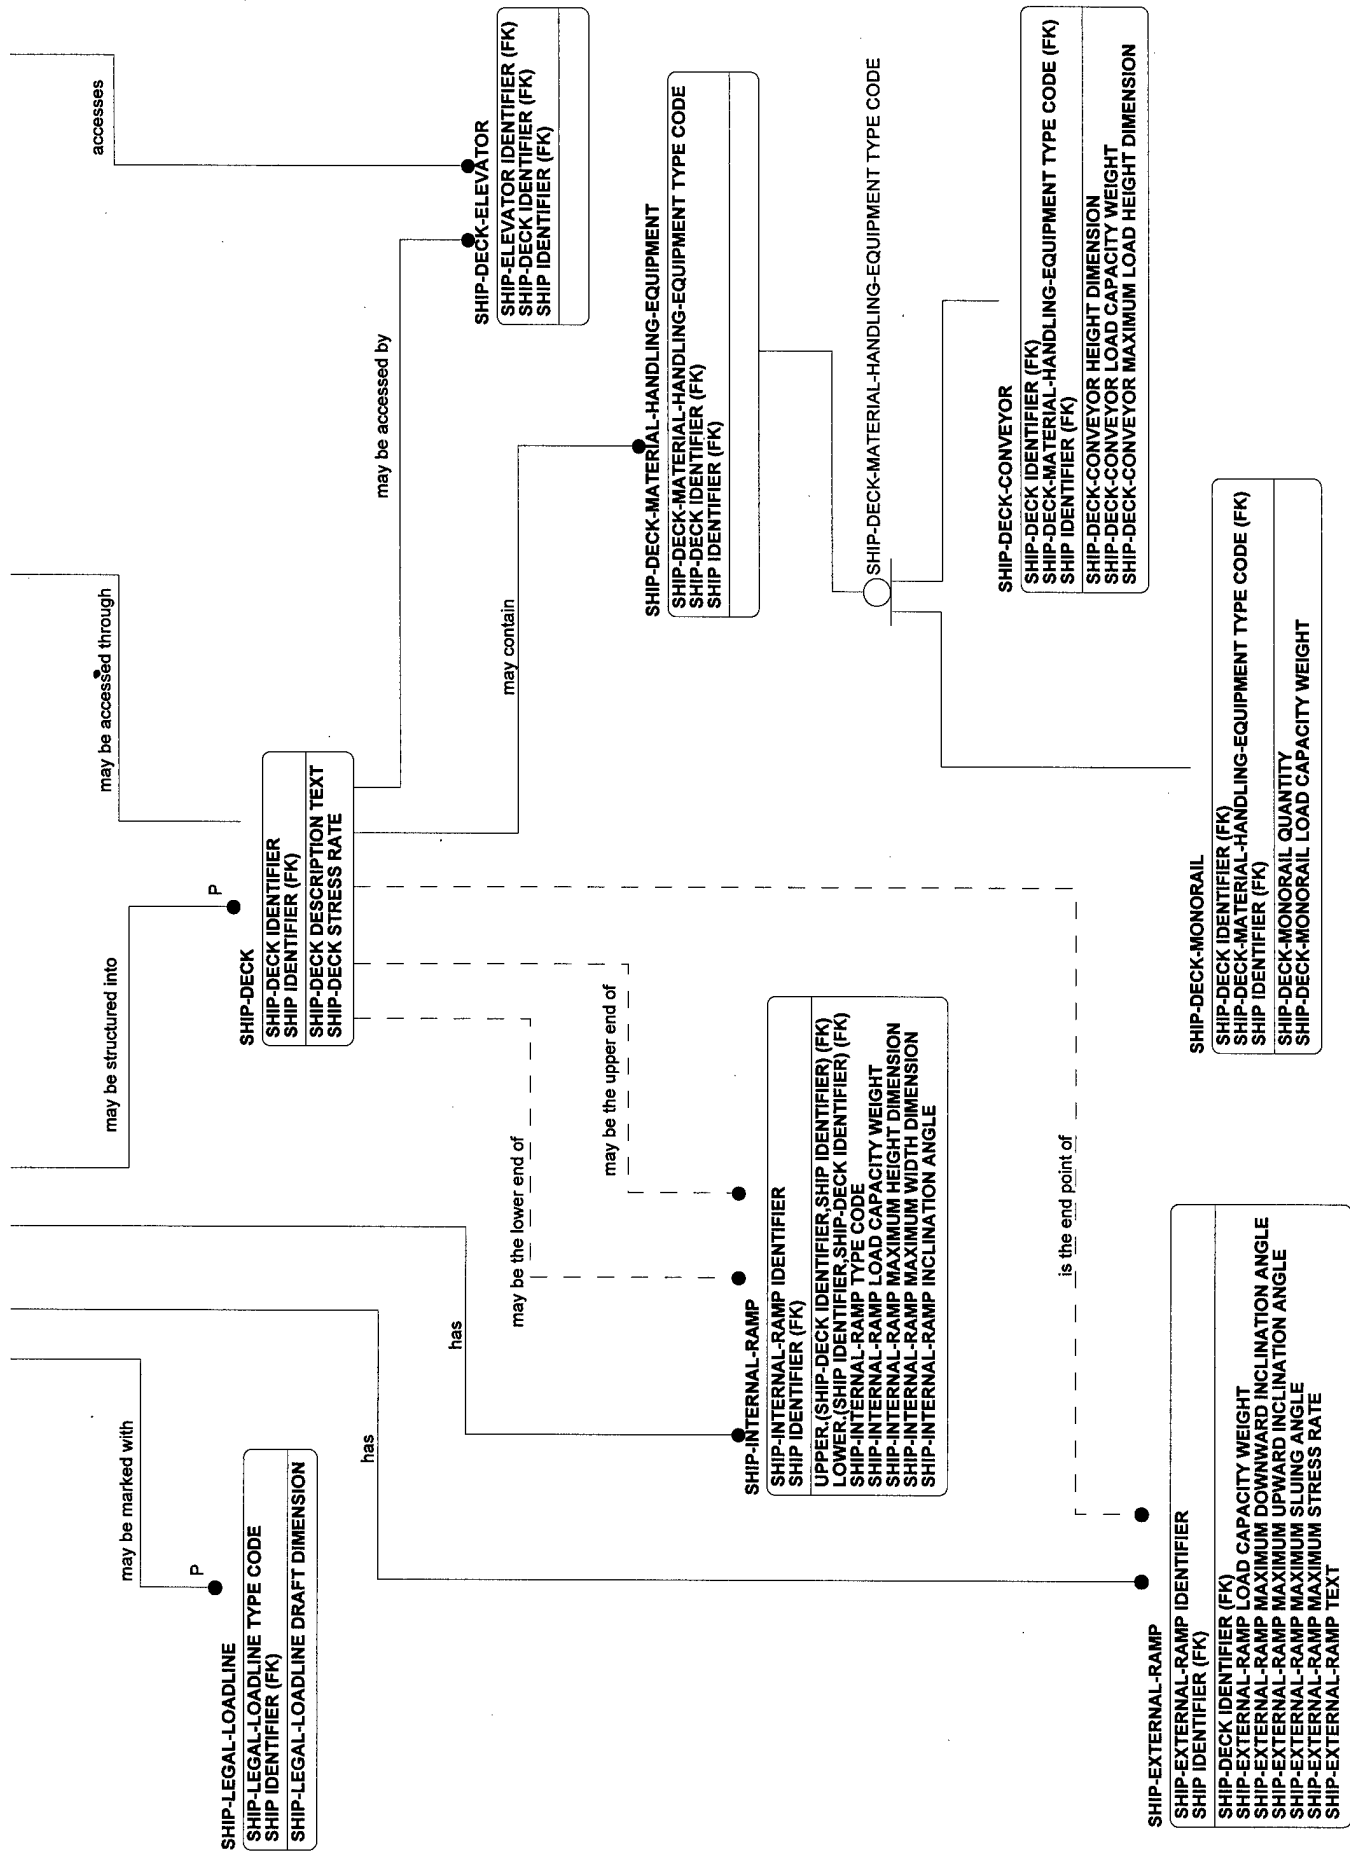 accesses
may be accessed through
may be structured into
P
may be marked with
P
has
has
SHIP-LEGAL-LOADLINE
SHIP-LEGAL-LOADLINE TYPE CODE
SHIP IDENTIFIER (FK)
SHIP-LEGAL-LOADLINE DRAFT DIMENSION
SHIP-DECK
SHIP-DECK IDENTIFIER
SHIP IDENTIFIER (FK)
SHIP-DECK DESCRIPTION TEXT
SHIP-DECK STRESS RATE
may be accessed by
SHIP-DECK-ELEVATOR
SHIP-ELEVATOR IDENTIFIER (FK)
SHIP-DECK IDENTIFIER (FK)
SHIP IDENTIFIER (FK)
may contain
may be the lower end of
may be the upper end of
SHIP-DECK-MATERIAL-HANDLING-EQUIPMENT
SHIP-DECK-MATERIAL-HANDLING-EQUIPMENT TYPE CODE
SHIP-DECK IDENTIFIER (FK)
SHIP IDENTIFIER (FK)
SHIP-INTERNAL-RAMP
SHIP-INTERNAL-RAMP IDENTIFIER
SHIP IDENTIFIER (FK)
UPPER.(SHIP-DECK IDENTIFIER,SHIP IDENTIFIER) (FK)
LOWER.(SHIP IDENTIFIER,SHIP-DECK IDENTIFIER) (FK)
SHIP-INTERNAL-RAMP TYPE CODE
SHIP-INTERNAL-RAMP LOAD CAPACITY WEIGHT
SHIP-INTERNAL-RAMP MAXIMUM HEIGHT DIMENSION
SHIP-INTERNAL-RAMP MAXIMUM WIDTH DIMENSION
SHIP-INTERNAL-RAMP INCLINATION ANGLE
SHIP-DECK-MATERIAL-HANDLING-EQUIPMENT TYPE CODE
SHIP-DECK-CONVEYOR
SHIP-DECK IDENTIFIER (FK)
SHIP-DECK-MATERIAL-HANDLING-EQUIPMENT TYPE CODE (FK)
SHIP IDENTIFIER (FK)
SHIP-DECK-CONVEYOR HEIGHT DIMENSION
SHIP-DECK-CONVEYOR LOAD CAPACITY WEIGHT
SHIP-DECK-CONVEYOR MAXIMUM LOAD HEIGHT DIMENSION
is the end point of
SHIP-EXTERNAL-RAMP
SHIP-EXTERNAL-RAMP IDENTIFIER
SHIP IDENTIFIER (FK)
SHIP-DECK IDENTIFIER (FK)
SHIP-EXTERNAL-RAMP LOAD CAPACITY WEIGHT
SHIP-EXTERNAL-RAMP MAXIMUM DOWNWARD INCLINATION ANGLE
SHIP-EXTERNAL-RAMP MAXIMUM UPWARD INCLINATION ANGLE
SHIP-EXTERNAL-RAMP MAXIMUM SLUING ANGLE
SHIP-EXTERNAL-RAMP MAXIMUM STRESS RATE
SHIP-EXTERNAL-RAMP TEXT
SHIP-DECK-MONORAIL
SHIP-DECK IDENTIFIER (FK)
SHIP-DECK-MATERIAL-HANDLING-EQUIPMENT TYPE CODE (FK)
SHIP IDENTIFIER (FK)
SHIP-DECK-MONORAIL QUANTITY
SHIP-DECK-MONORAIL LOAD CAPACITY WEIGHT